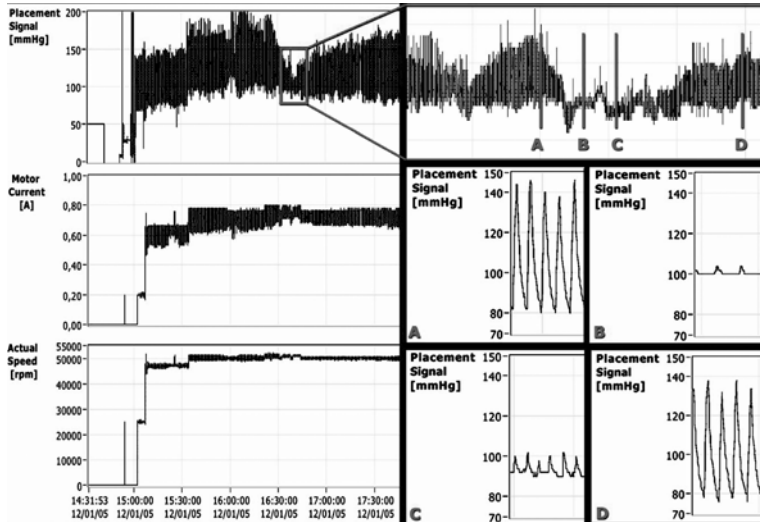 Placement
Signal
[mmHg]
200
150
100
50
0
Motor
Current
[A]
1,00
0,80
0,60
0,40
0,20
0,00
Actual
Speed
[rpm]
55000
50000
40000
30000
20000
10000
0
14:31:53 15:00:00 15:30:00 16:00:00 16:30:00 17:00:00 17:30:00
12/01/05 12/01/05 12/01/05 12/01/05 12/01/05 12/01/05 12/01/05
A B C D
Placement
Signal
[mmHg]
150
140
120
100
80
70
A
Placement
Signal
[mmHg]
150
140
120
100
80
70
B
Placement
Signal
[mmHg]
150
140
120
100
80
70
C
Placement
Signal
[mmHg]
150
140
120
100
80
70
D